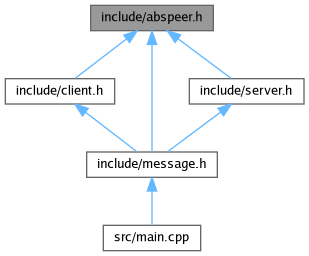 include/abspeer.h
include/client.h
include/server.h
include/message.h
src/main.cpp